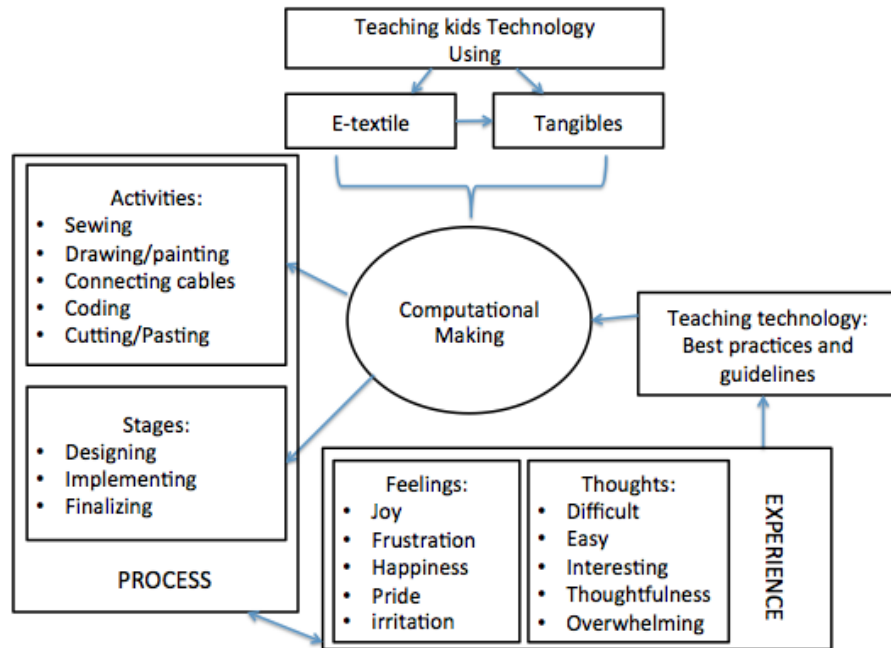 Teaching kids Technology
Using
E-textile
Tangibles
Activities:
• Sewing
• Drawing/painting
• Connecting cables
• Coding
• Cutting/Pasting
Computational
Making
Teaching technology:
Best practices and
guidelines
Stages:
• Designing
• Implementing
• Finalizing
PROCESS
Feelings:
• Joy
• Frustration
• Happiness
• Pride
• irritation
Thoughts:
• Difficult
• Easy
• Interesting
• Thoughtfulness
• Overwhelming
EXPERIENCE